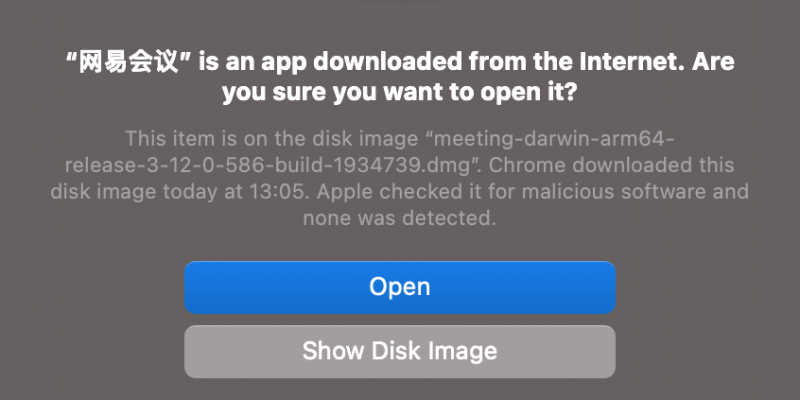 “网易会议” is an app downloaded from the Internet. Are
you sure you want to open it?
This item is on the disk image “meeting-darwin-arm64-
release-3-12-0-586-build-1934739.dmg”. Chrome downloaded this
disk image today at 13:05. Apple checked it for malicious software and
none was detected.
Open
Show Disk Image